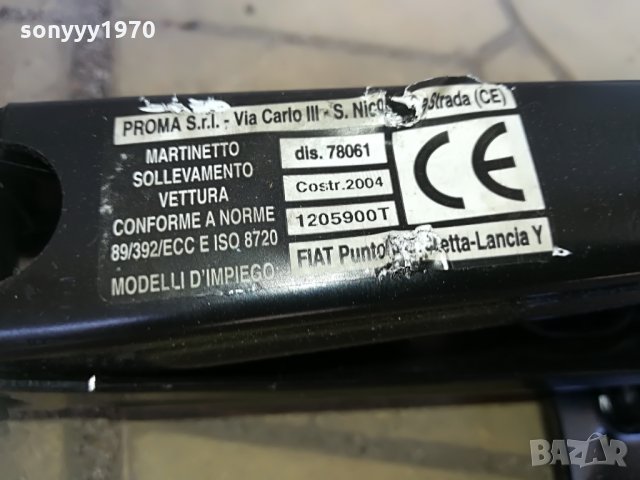 sonyyy1970
PROMA S.r.l. - Via Carlo III - S. Nico Strada (CE)
MARTINETTO
SOLLEVAMENTO
VETTURA
CONFORME A NORME
89/392/ECC E ISO 8720
MODELLI D'IMPIEGO
dis. 78061
Costr.2004
1205900T
FIAT Punto etta-Lancia Y
CE
BAZAR